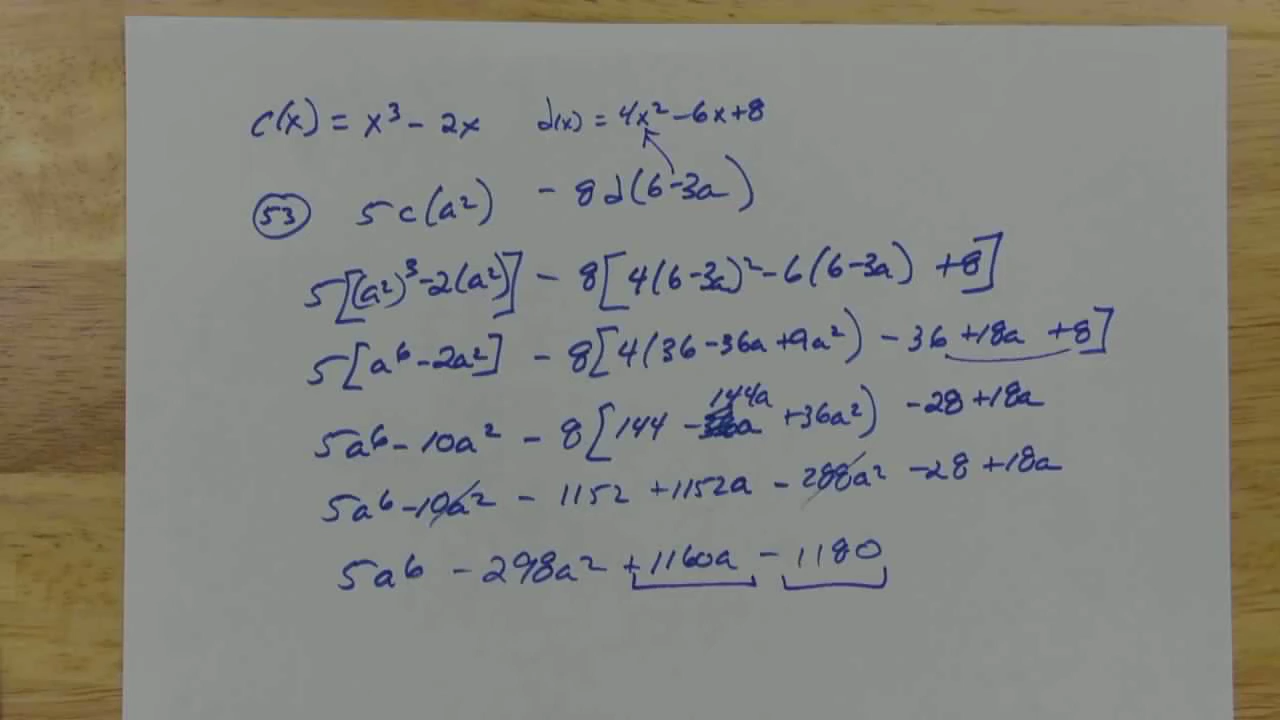 c(x) = x³ - 2x d(x) = 4x² - 6x + 8
53 5c(a²) - 8d(6-3a)
5[(a²)³ - 2(a²)] - 8[4(6-3a)² - 6(6-3a) + 8]
5[a⁶ - 2a²] - 8[4(36 - 36a + 9a²) - 36 + 18a + 8]
5a⁶ - 10a² - 8[144 - 144a + 36a²) - 28 + 18a
5a⁶ - 10a² - 1152 + 1152a - 288a² - 28 + 18a
5a⁶ - 298a² + 1160a - 1180